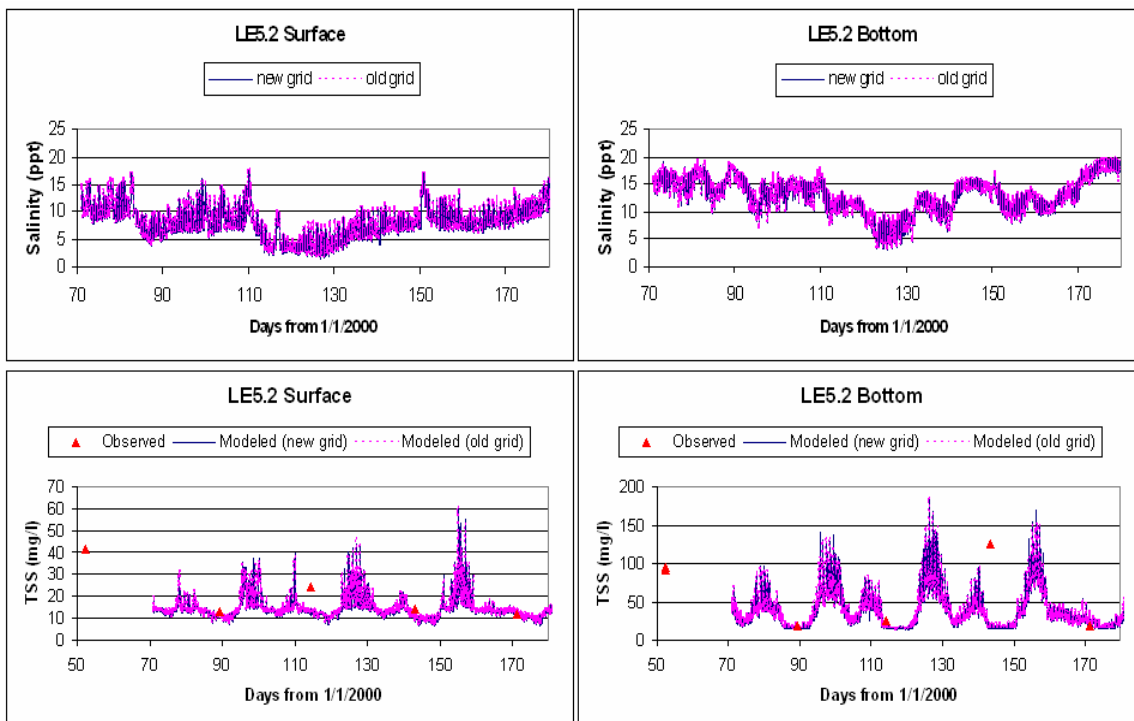 LE5.2 Surface
new grid old grid
25
20
15
10
5
0
Salinity (ppt)
70 90 110 130 150 170
Days from 1/1/2000
LE5.2 Bottom
new grid old grid
25
20
15
10
5
0
Salinity (ppt)
70 90 110 130 150 170
Days from 1/1/2000
LE5.2 Surface
Observed Modeled (new grid) Modeled (old grid)
70
60
50
40
30
20
10
0
TSS (mg/l)
50 70 90 110 130 150 170
Days from 1/1/2000
LE5.2 Bottom
Observed Modeled (new grid) Modeled (old grid)
200
150
100
50
0
TSS (mg/l)
50 70 90 110 130 150 170
Days from 1/1/2000